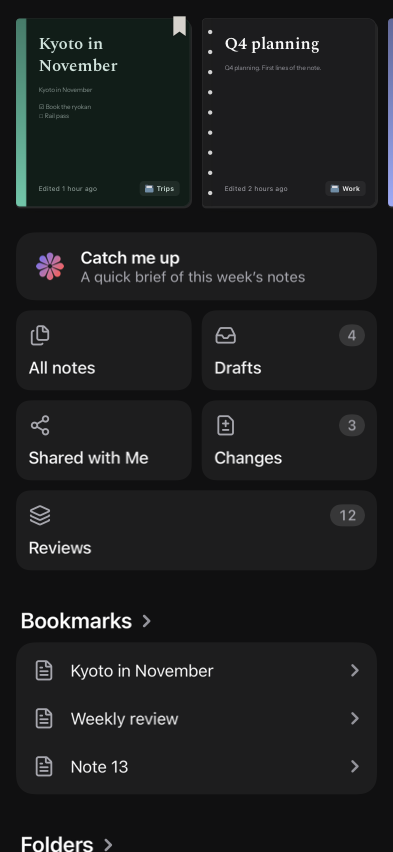 Kyoto in
November
Kyoto in November
☑ Book the ryokan
☐ Rail pass
Edited 1 hour ago
Trips
Q4 planning
Q4 planning. First lines of the note.
Edited 2 hours ago
Work
Catch me up
A quick brief of this week's notes
All notes
Drafts
4
Shared with Me
Changes
3
Reviews
12
Bookmarks
Kyoto in November
Weekly review
Note 13
Folders